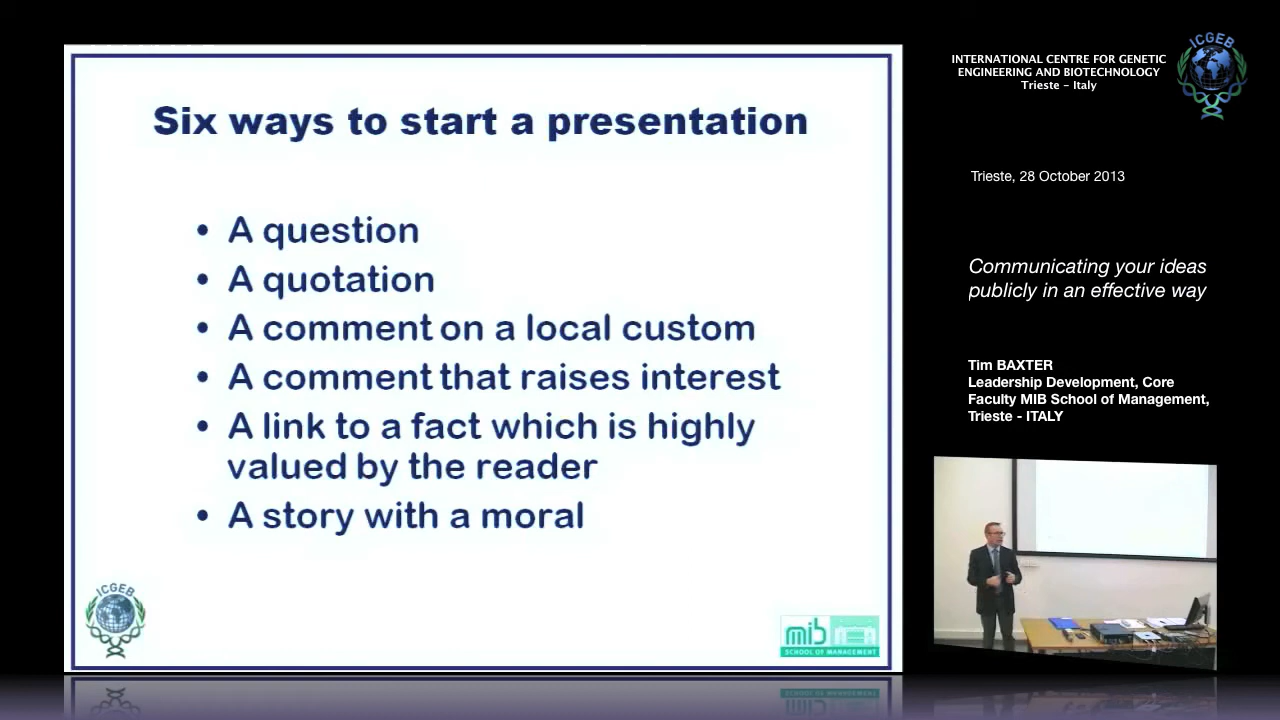 Six ways to start a presentation
• A question
• A quotation
• A comment on a local custom
• A comment that raises interest
• A link to a fact which is highly
valued by the reader
• A story with a moral
ICGEB
mib
SCHOOL OF MANAGEMENT
INTERNATIONAL CENTRE FOR GENETIC
ENGINEERING AND BIOTECHNOLOGY
Trieste – Italy
ICGEB
Trieste, 28 October 2013
Communicating your ideas
publicly in an effective way
Tim BAXTER
Leadership Development, Core
Faculty MIB School of Management,
Trieste - ITALY